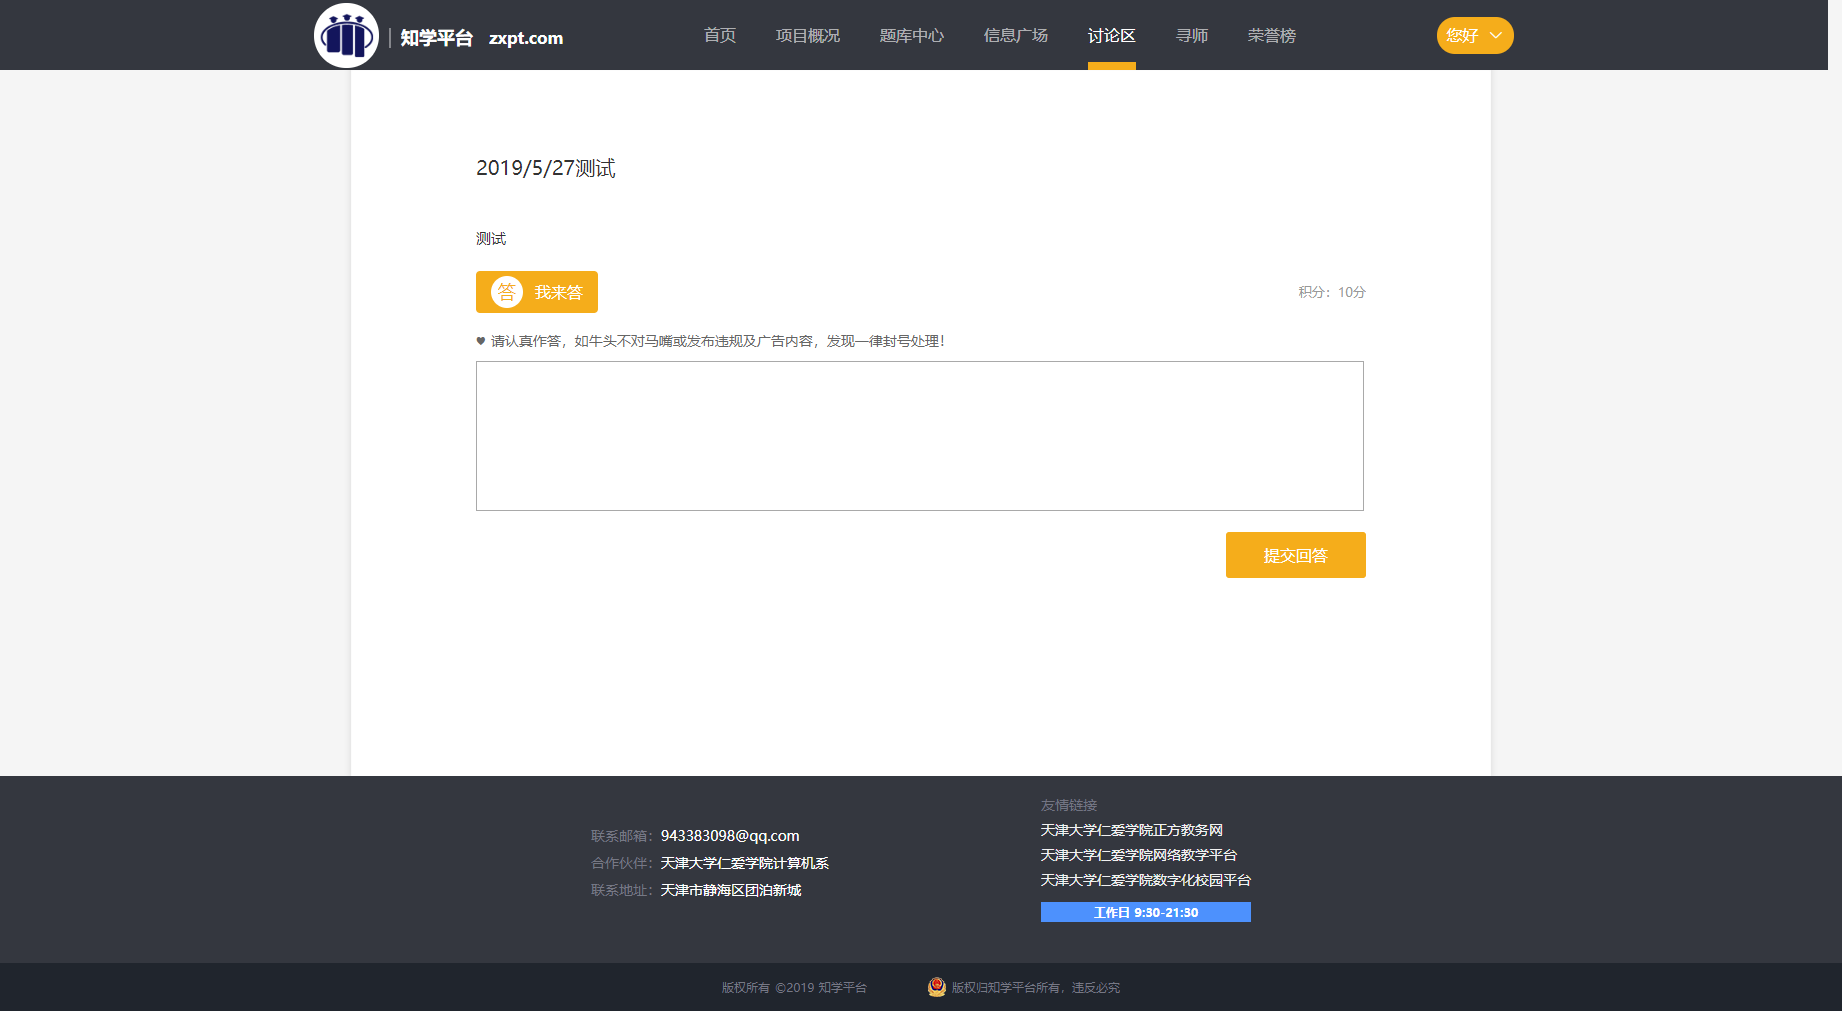 知学平台 zxpt.com 首页 项目概况 题库中心 信息广场 讨论区 寻师 荣誉榜 您好
2019/5/27测试
测试
答 我来答 积分：10分
♥ 请认真作答，如牛头不对马嘴或发布违规及广告内容，发现一律封号处理！
提交回答
联系邮箱：943383098@qq.com
合作伙伴：天津大学仁爱学院计算机系
联系地址：天津市静海区团泊新城
友情链接
天津大学仁爱学院正方教务网
天津大学仁爱学院网络教学平台
天津大学仁爱学院数字化校园平台
工作日 9:30-21:30
版权所有 ©2019 知学平台 版权归知学平台所有，违反必究